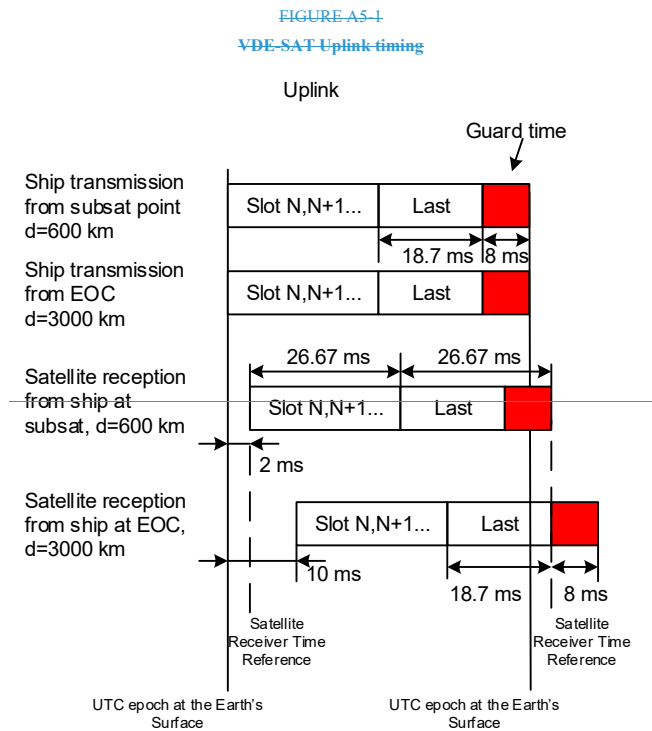 FIGURE A5-1
VDE-SAT Uplink timing
Uplink
Guard time
Ship transmission
from subsat point
d=600 km
Slot N,N+1...
Last
18.7 ms
8 ms
Ship transmission
from EOC
d=3000 km
Slot N,N+1...
Last
26.67 ms
26.67 ms
Satellite reception
from ship at
subsat, d=600 km
Slot N,N+1...
Last
2 ms
Satellite reception
from ship at EOC,
d=3000 km
Slot N,N+1...
Last
10 ms
18.7 ms
8 ms
Satellite
Receiver Time
Reference
Satellite
Receiver Time
Reference
UTC epoch at the Earth's
Surface
UTC epoch at the Earth's
Surface